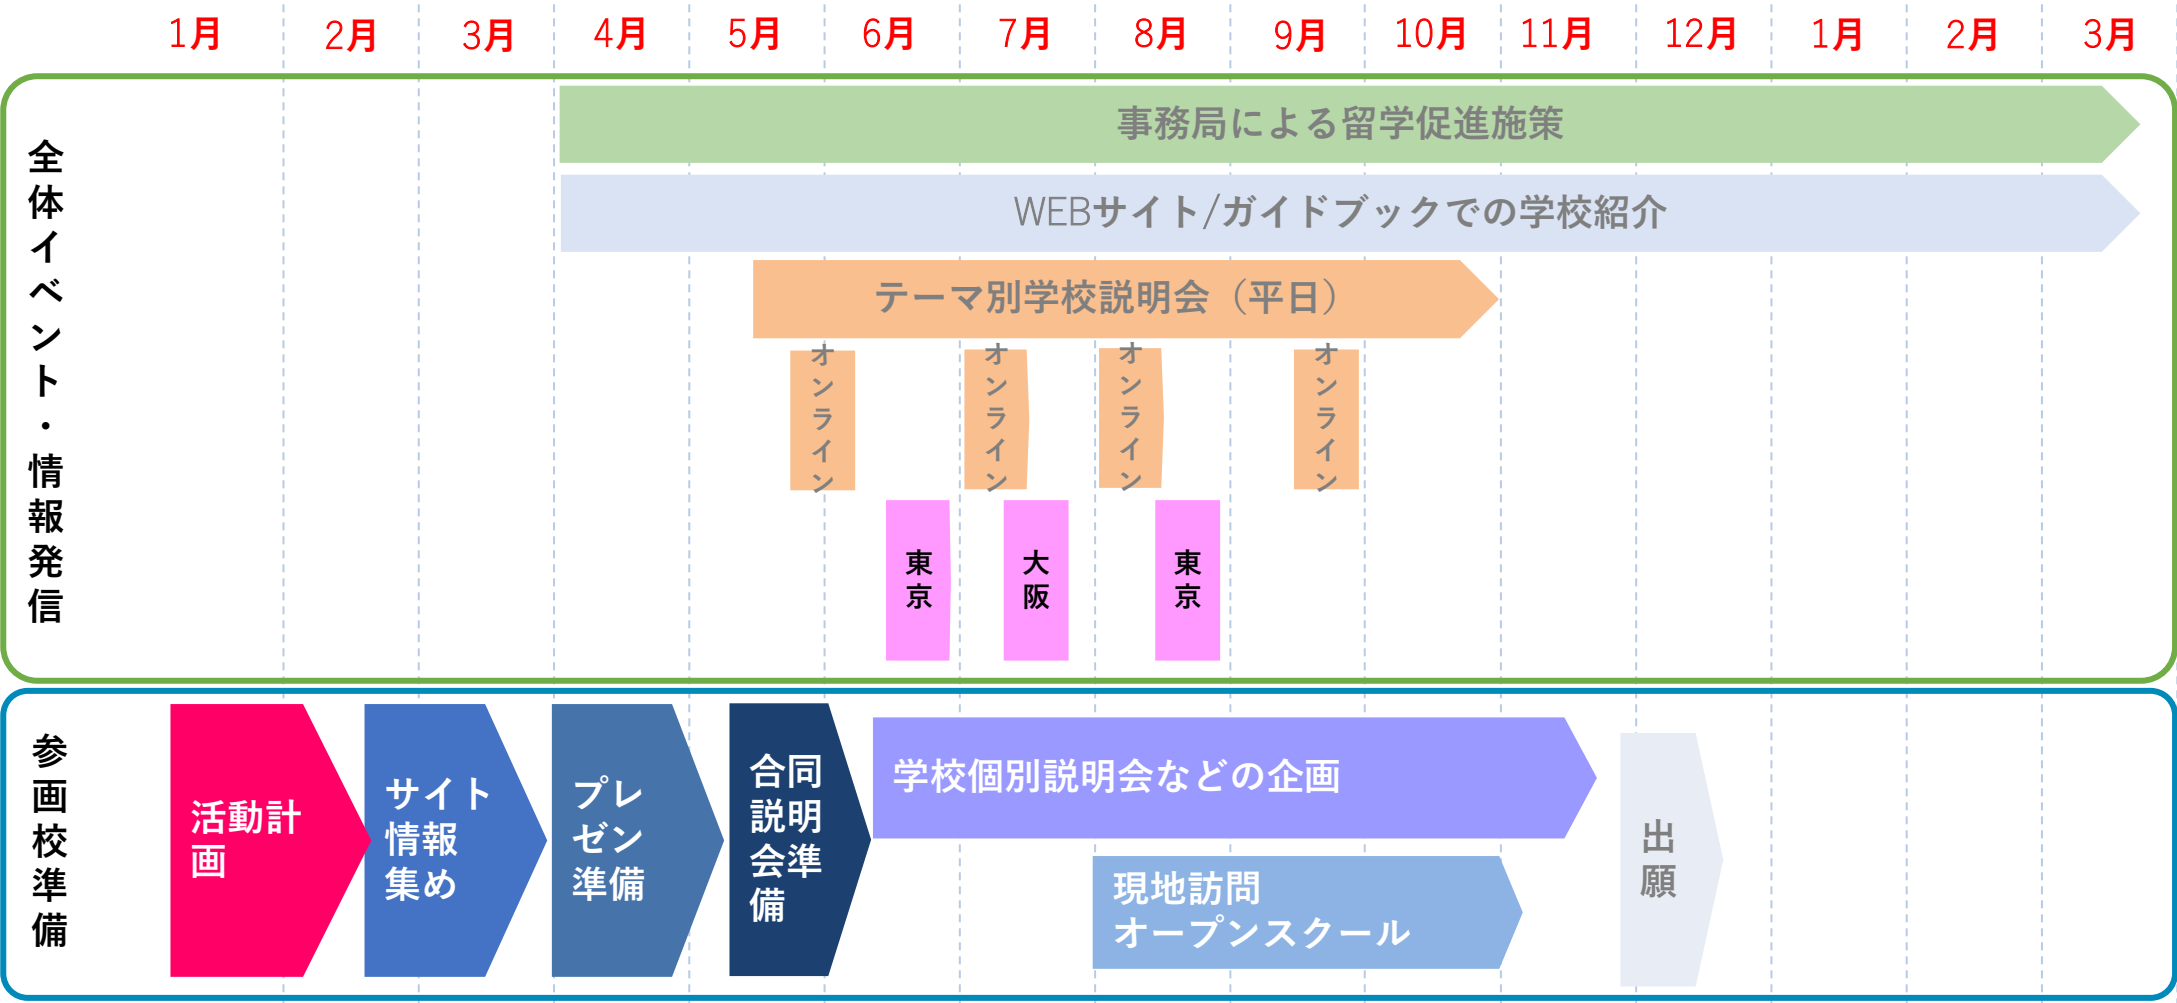 1月 2月 3月 4月 5月 6月 7月 8月 9月 10月 11月 12月 1月 2月 3月
全体イベント・情報発信
事務局による留学促進施策
WEBサイト/ガイドブックでの学校紹介
テーマ別学校説明会（平日）
オンライン
オンライン
オンライン
オンライン
東京
大阪
東京
参画校準備
活動計
画
サイト
情報
集め
プレ
ゼン
準備
合同
説明
会準
備
学校個別説明会などの企画
現地訪問
オープンスクール
出願